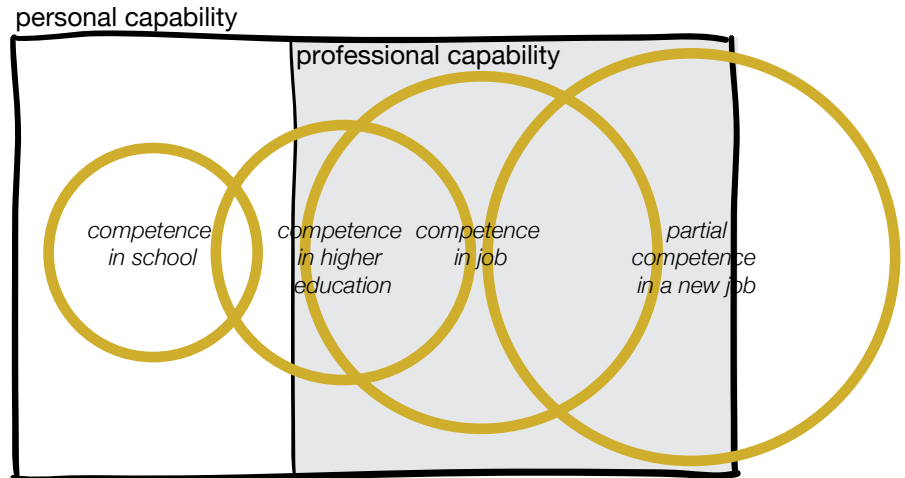 personal capability
professional capability
competence
in school
competence
in higher
education
competence
in job
partial
competence
in a new job